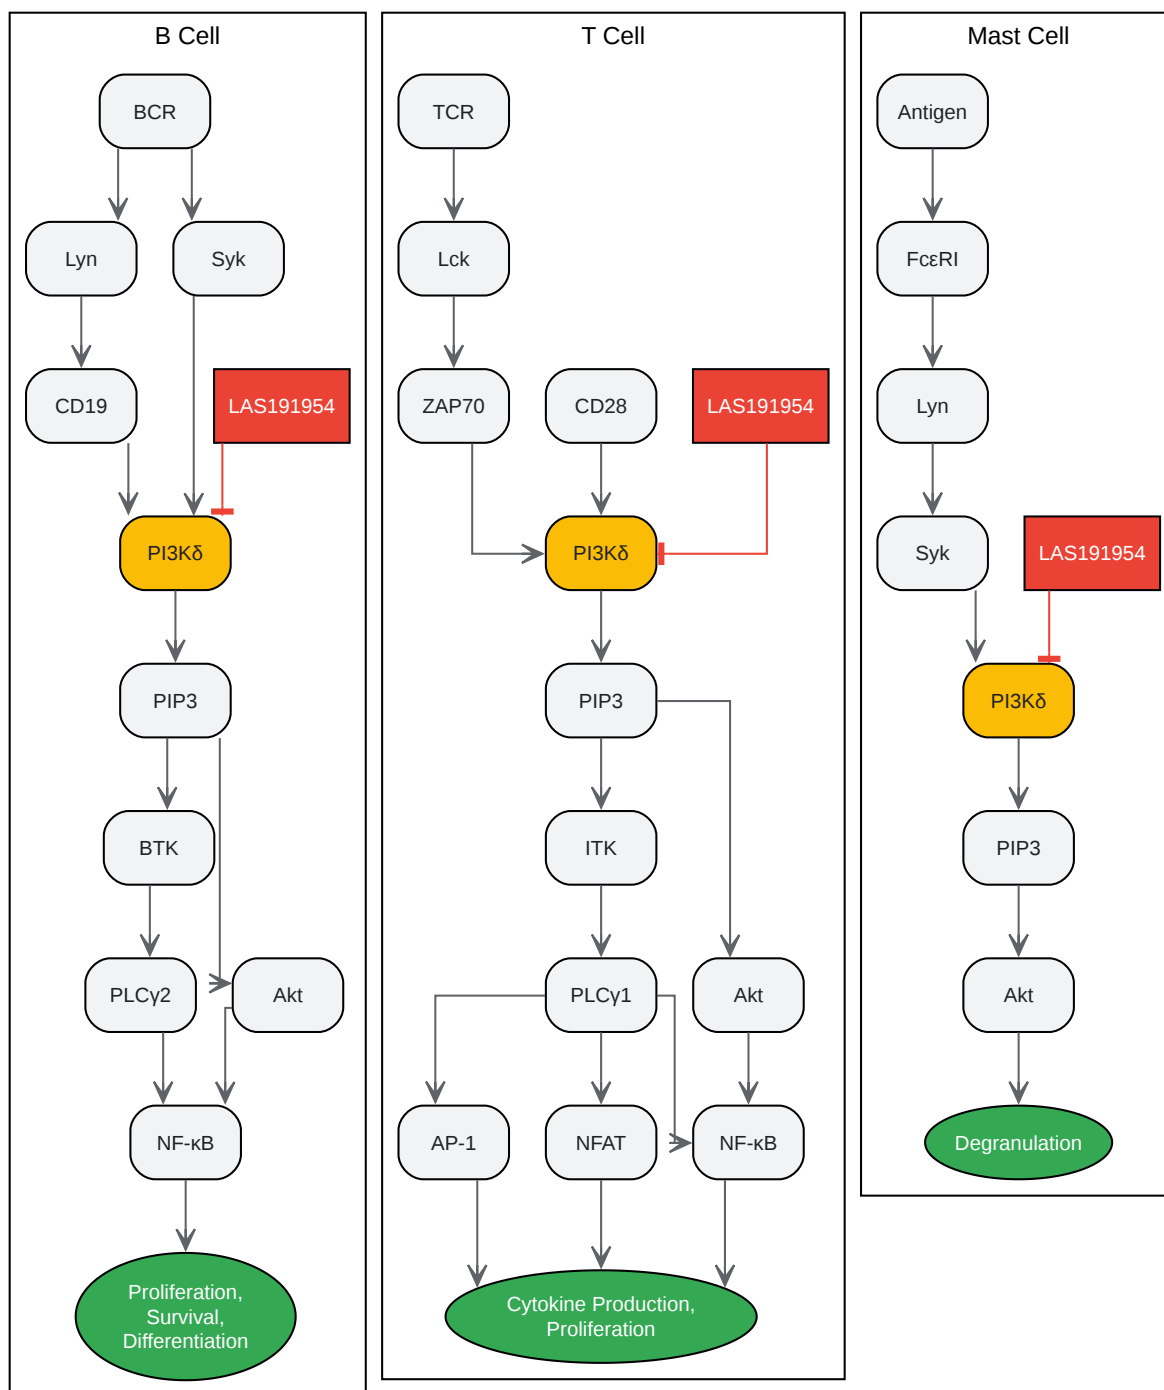 B Cell
BCR
Lyn
Syk
CD19
LAS191954
PI3Kδ
PIP3
BTK
PLCγ2
Akt
NF-κB
Proliferation,
Survival,
Differentiation
T Cell
TCR
Lck
ZAP70
CD28
LAS191954
PI3Kδ
PIP3
ITK
PLCγ1
Akt
AP-1
NFAT
NF-κB
Cytokine Production,
Proliferation
Mast Cell
Antigen
FcεRI
Lyn
Syk
LAS191954
PI3Kδ
PIP3
Akt
Degranulation